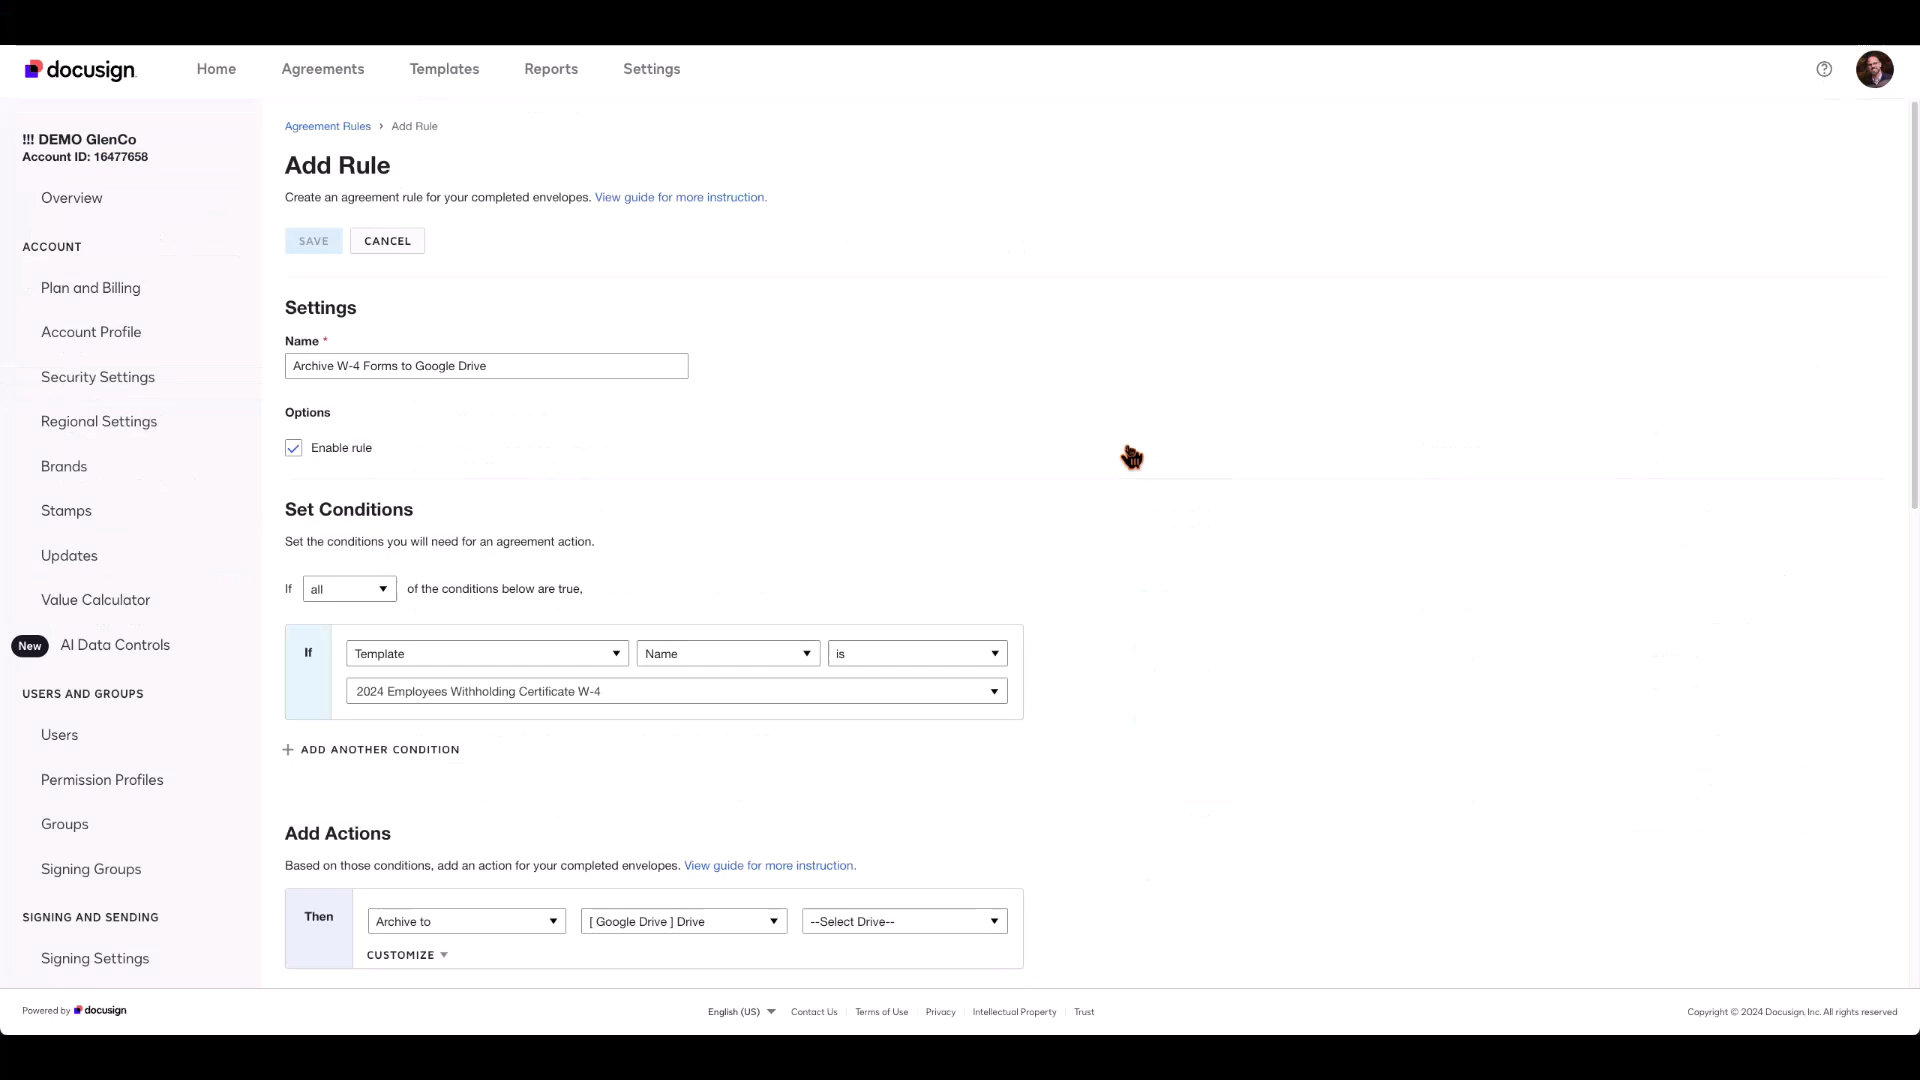 docusign
Home
Agreements
Templates
Reports
Settings
!!! DEMO GlenCo
Account ID: 16477658
Overview
ACCOUNT
Plan and Billing
Account Profile
Security Settings
Regional Settings
Brands
Stamps
Updates
Value Calculator
New AI Data Controls
USERS AND GROUPS
Users
Permission Profiles
Groups
Signing Groups
SIGNING AND SENDING
Signing Settings
Agreement Rules › Add Rule
Add Rule
Create an agreement rule for your completed envelopes. View guide for more instruction.
SAVE
CANCEL
Settings
Name *
Archive W-4 Forms to Google Drive
Options
Enable rule
Set Conditions
Set the conditions you will need for an agreement action.
If all of the conditions below are true,
If
Template
Name
is
2024 Employees Withholding Certificate W-4
ADD ANOTHER CONDITION
Add Actions
Based on those conditions, add an action for your completed envelopes. View guide for more instruction.
Then
Archive to
[ Google Drive ] Drive
--Select Drive--
CUSTOMIZE
Powered by docusign
English (US)
Contact Us
Terms of Use
Privacy
Intellectual Property
Trust
Copyright © 2024 Docusign, Inc. All rights reserved